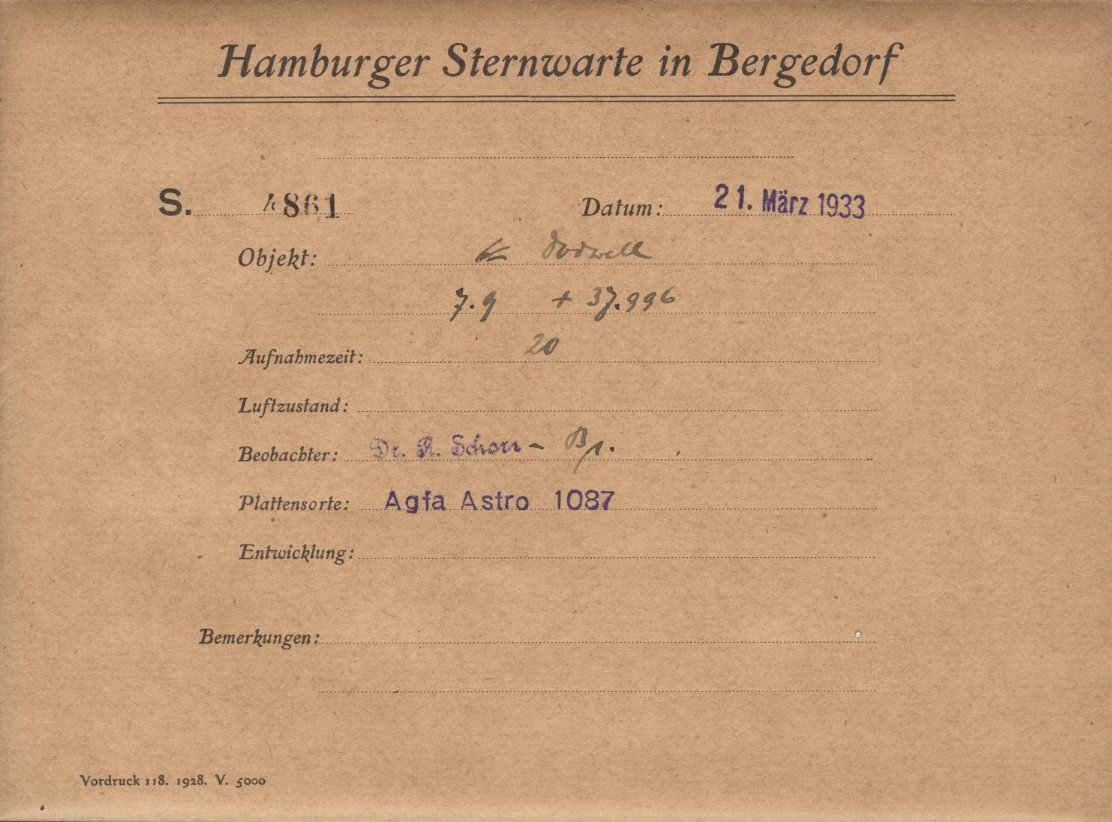 Hamburger Sternwarte in Bergedorf
S. 4861 Datum: 21. März 1933
Objekt: Dodwell
7.9 + 37.996
Aufnahmezeit: 20
Luftzustand:
Beobachter: Dr. R. Schorr –
Plattensorte: Agfa Astro 1087
Entwicklung:
Bemerkungen:
Vordruck 118. 1928. V. 5000